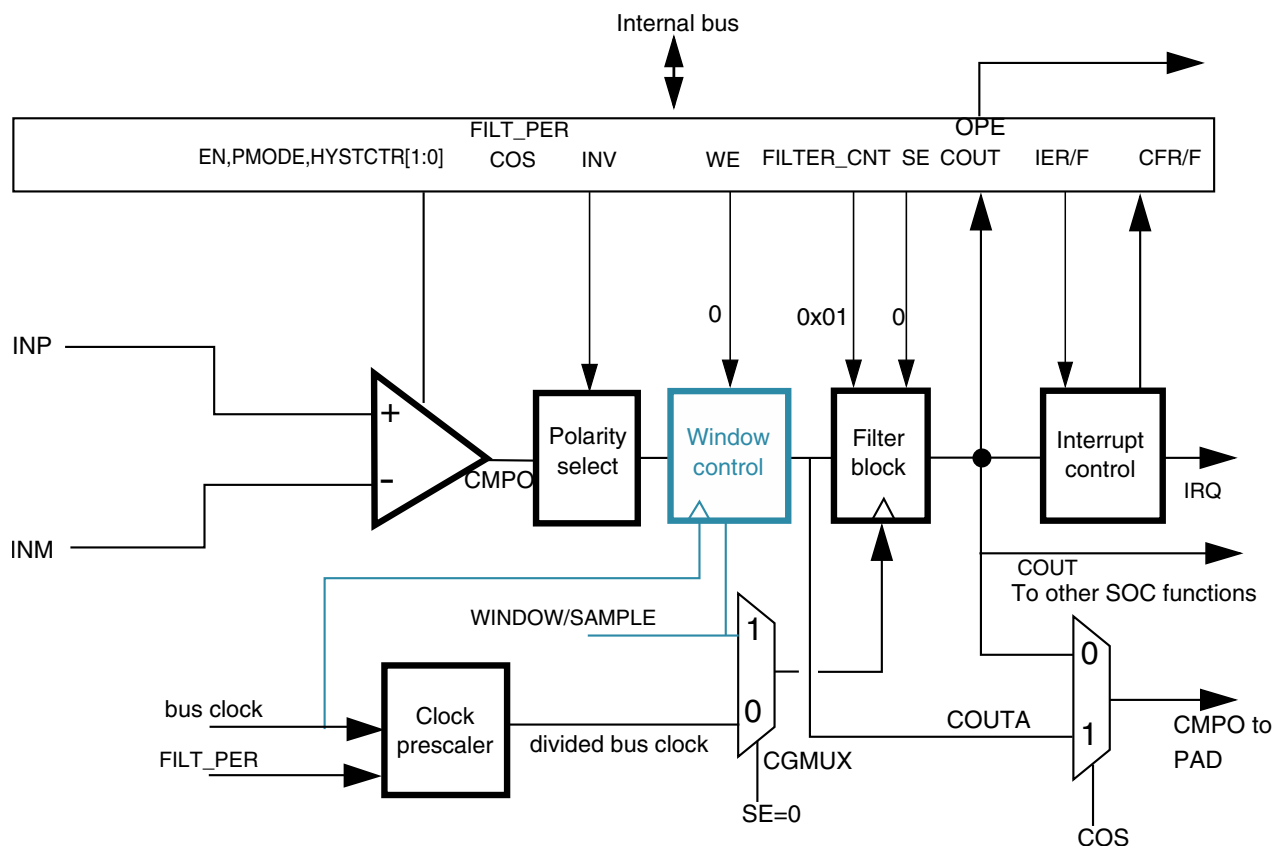 Internal bus
OPE
FILT_PER
EN,PMODE,HYSTCTR[1:0]
COS
INV
WE
FILTER_CNT
SE
COUT
IER/F
CFR/F
0
0x01
0
INP
+
-
INM
CMPO
Polarity
select
Window
control
Filter
block
Interrupt
control
IRQ
COUT
To other SOC functions
WINDOW/SAMPLE
1
0
CGMUX
SE=0
bus clock
FILT_PER
Clock
prescaler
divided bus clock
COUTA
0
1
CMPO to
PAD
COS